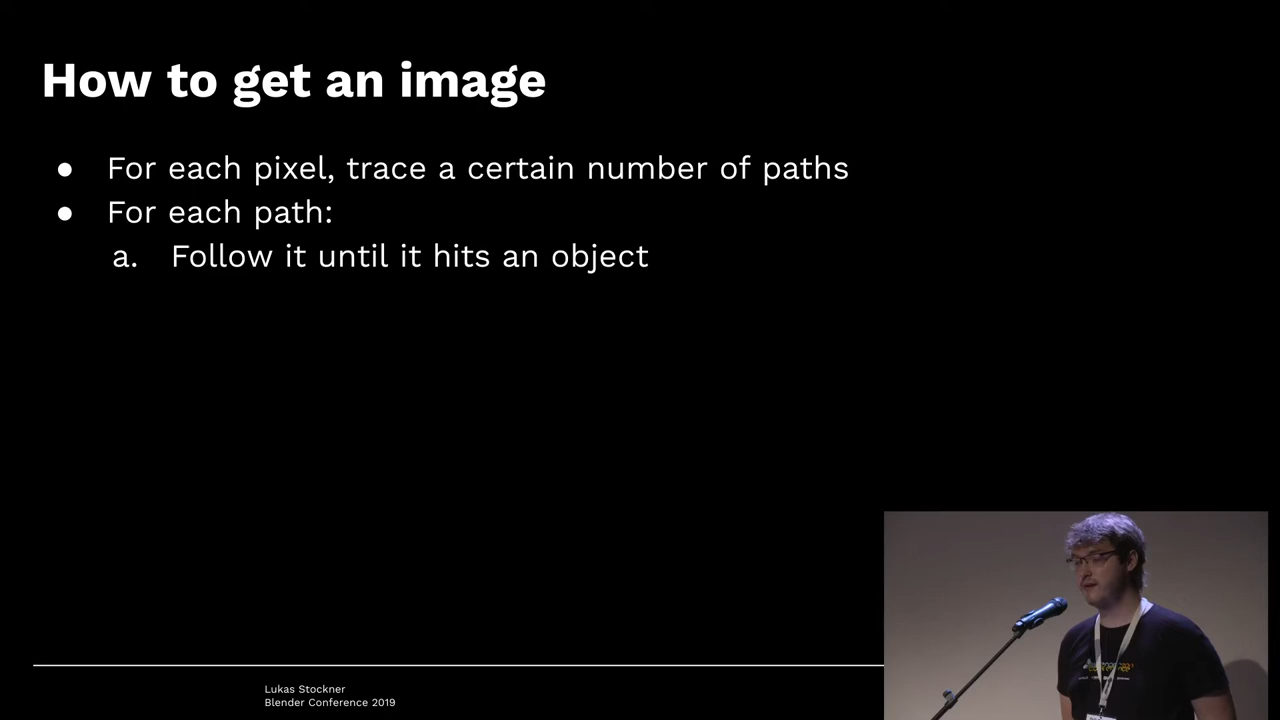 How to get an image
● For each pixel, trace a certain number of paths
● For each path:
a. Follow it until it hits an object
Lukas Stockner
Blender Conference 2019